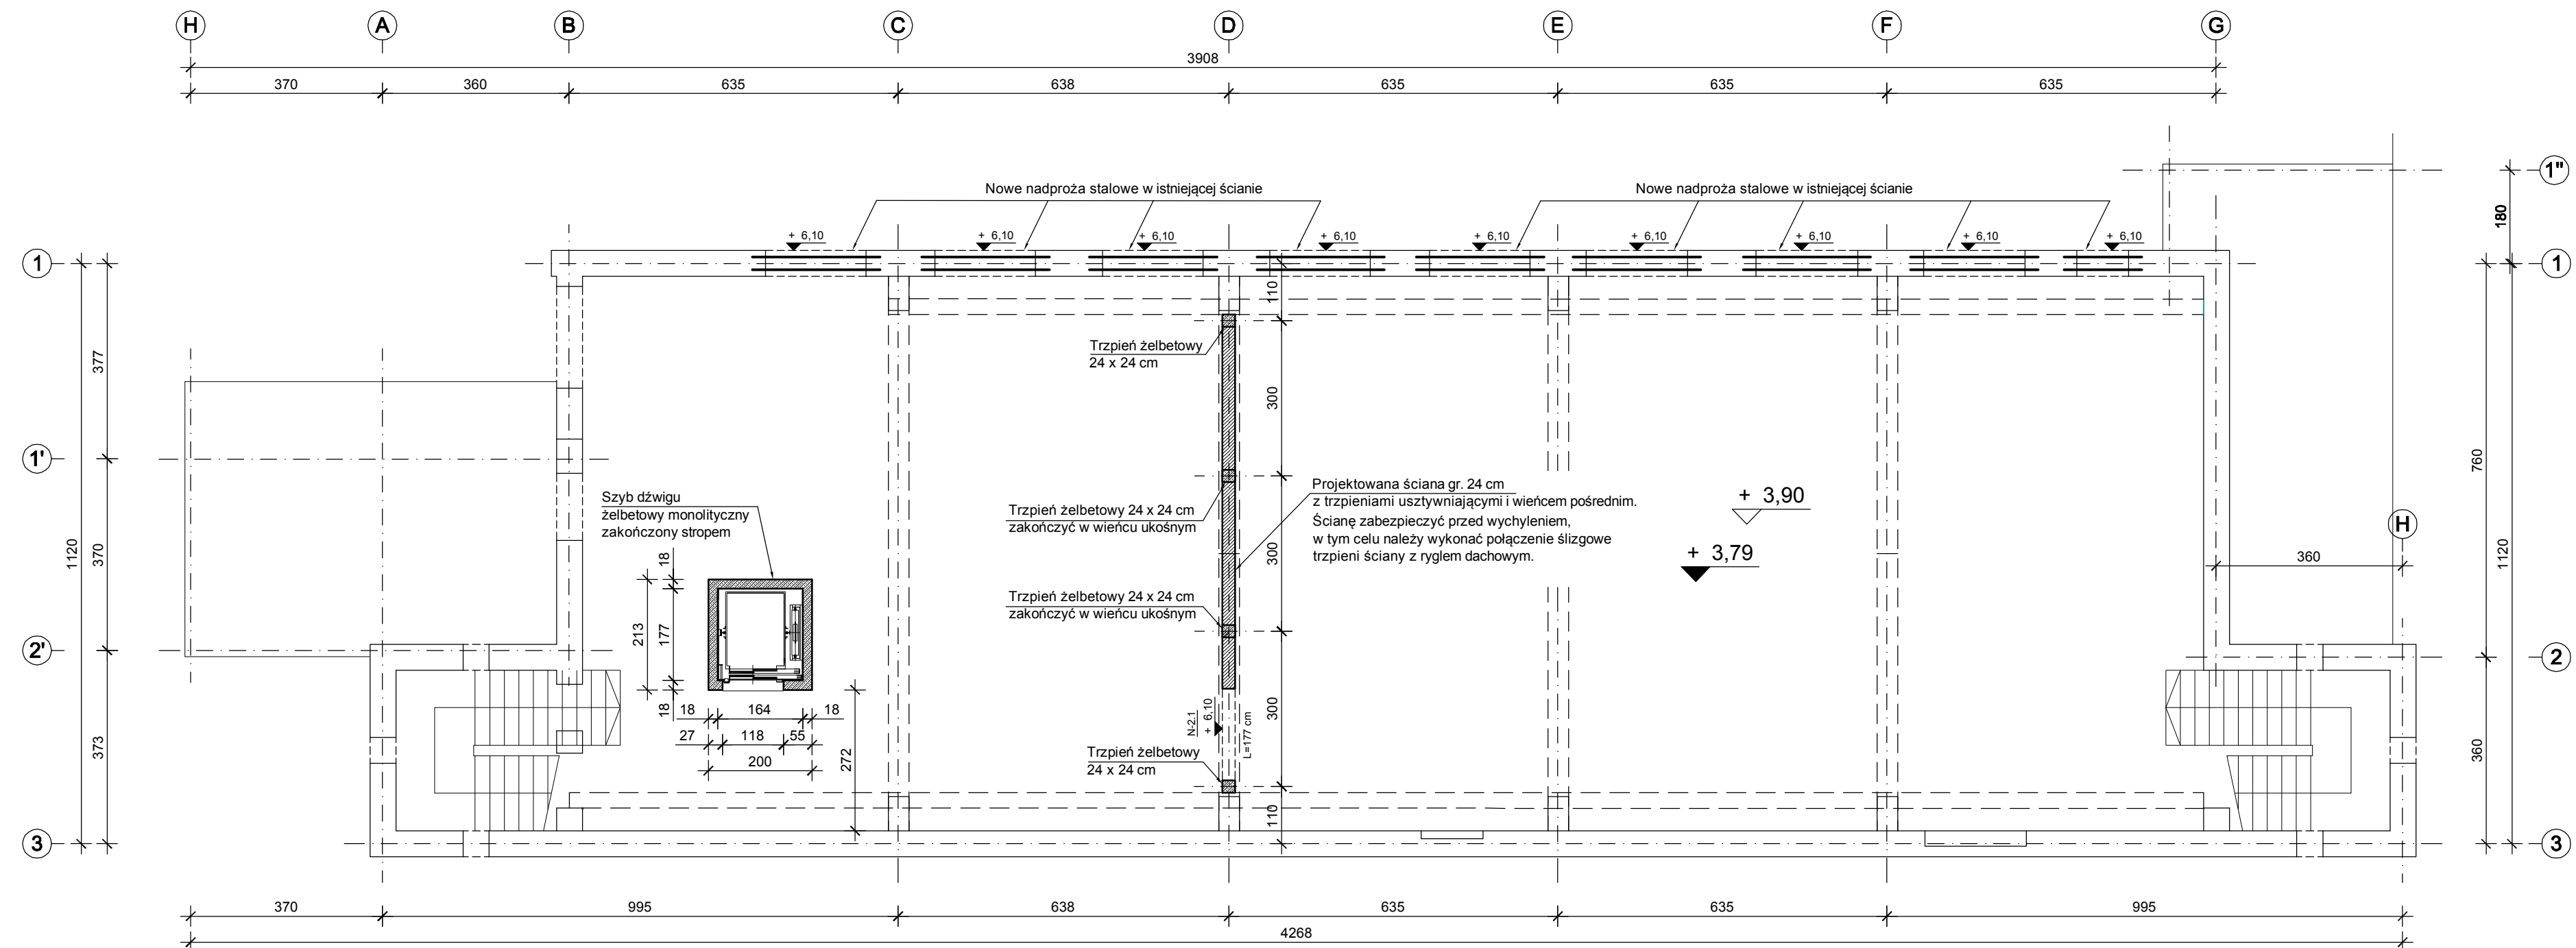 H A B C D E F G
3908
370 360 635 638 635 635 635
1"
180
Nowe nadproża stalowe w istniejącej ścianie
Nowe nadproża stalowe w istniejącej ścianie
+ 6,10 + 6,10 + 6,10 + 6,10 + 6,10 + 6,10 + 6,10 + 6,10 + 6,10
1 1
110
Trzpień żelbetowy
24 x 24 cm
377
300
1'
760
Szyb dźwigu
żelbetowy monolityczny
zakończony stropem
Trzpień żelbetowy 24 x 24 cm
zakończyć w wieńcu ukośnym
Projektowana ściana gr. 24 cm
z trzpieniami usztywniającymi i wieńcem pośrednim.
Ścianę zabezpieczyć przed wychyleniem,
w tym celu należy wykonać połączenie ślizgowe
trzpieni ściany z ryglem dachowym.
+ 3,90
+ 3,79
H
360
1120
370
18
300
1120
Trzpień żelbetowy 24 x 24 cm
zakończyć w wieńcu ukośnym
213
177
2' 2
18
18 164 18
27 118 55
200
272
373
N-2.1
+ 6,10
L=177 cm
300
360
Trzpień żelbetowy
24 x 24 cm
110
3 3
370 995 638 635 635 995
4268